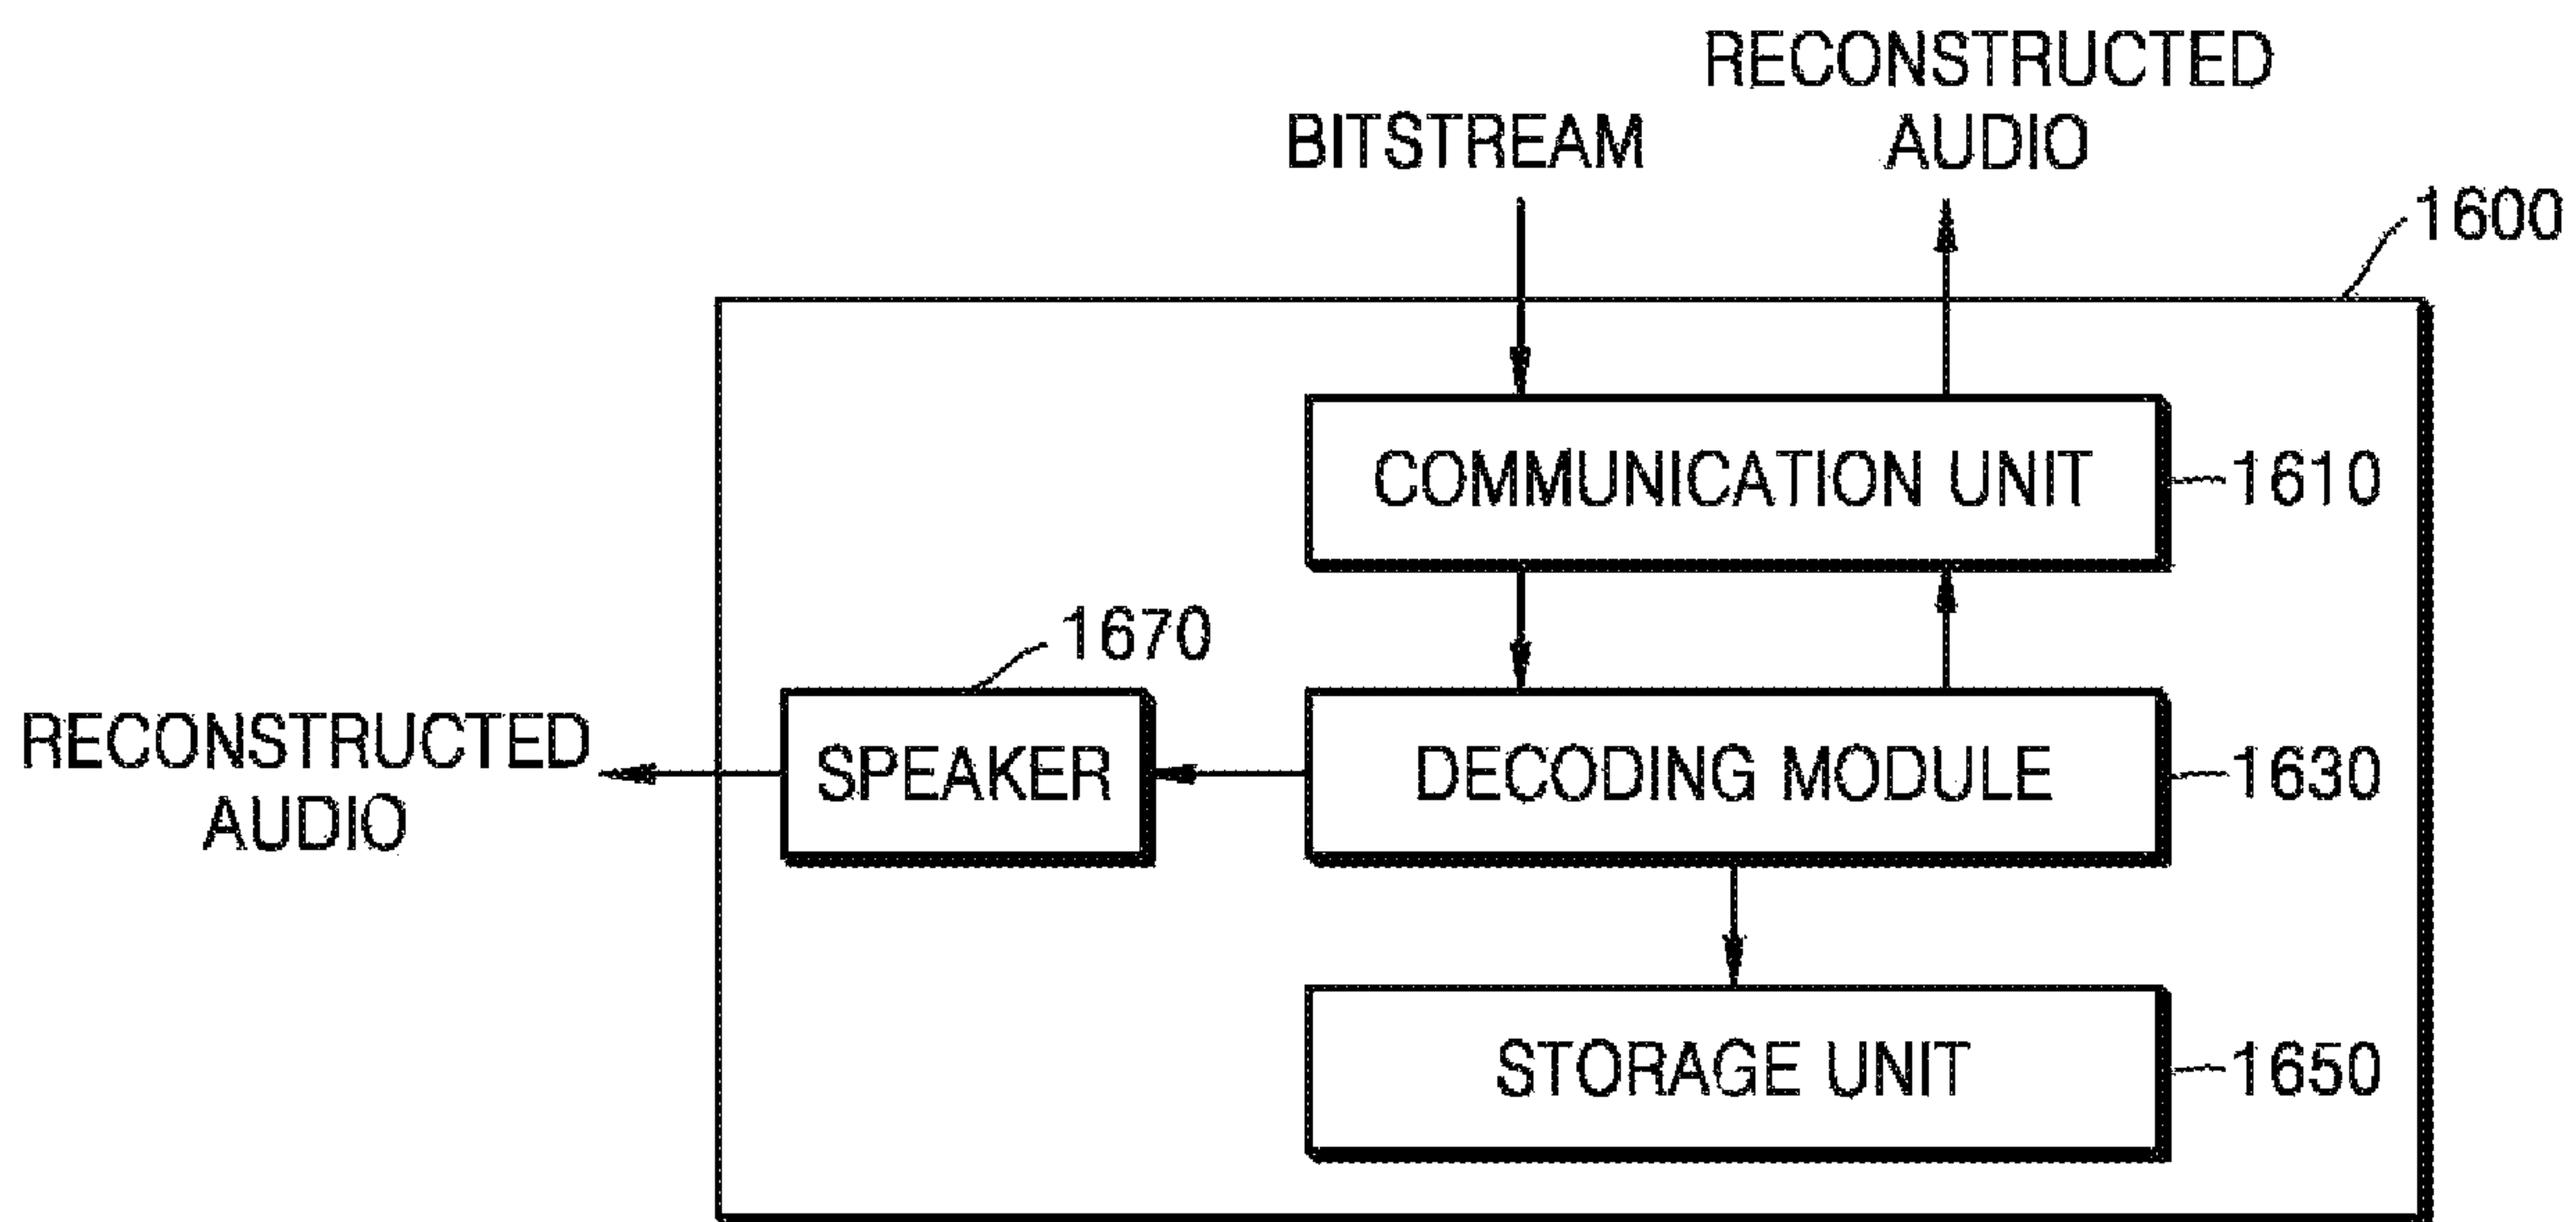 RECONSTRUCTED
AUDIO
BITSTREAM
1600
COMMUNICATION UNIT
1610
1670
RECONSTRUCTED
AUDIO
SPEAKER
DECODING MODULE
1630
STORAGE UNIT
1650